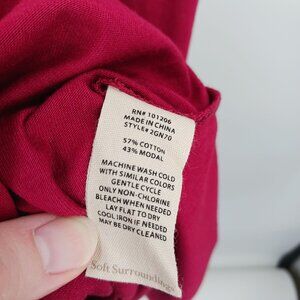 RN# 101206
MADE IN CHINA
STYLE# 2GN70
57% COTTON
43% MODAL
MACHINE WASH COLD
WITH SIMILAR COLORS
GENTLE CYCLE
ONLY NON-CHLORINE
BLEACH WHEN NEEDED
LAY FLAT TO DRY
COOL IRON IF NEEDED
MAY BE DRY CLEANED
Soft Surroundings